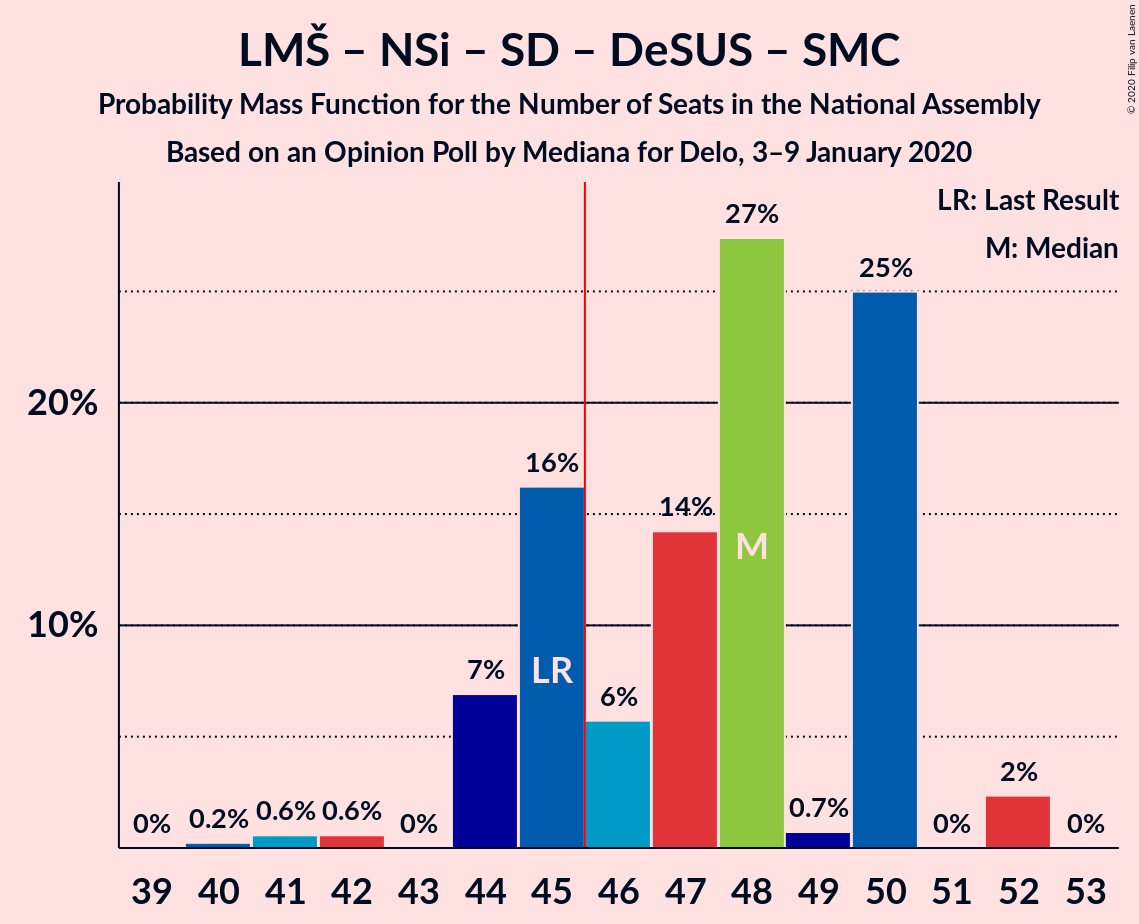 LMŠ – NSi – SD – DeSUS – SMC
Probability Mass Function for the Number of Seats in the National Assembly
Based on an Opinion Poll by Mediana for Delo, 3–9 January 2020
© 2020 Filip van Laenen
LR: Last Result
M: Median
20%
10%
0%
0.2%
0.6%
0.6%
0%
7%
16%
6%
14%
27%
0.7%
25%
0%
2%
0%
LR
M
39 40 41 42 43 44 45 46 47 48 49 50 51 52 53